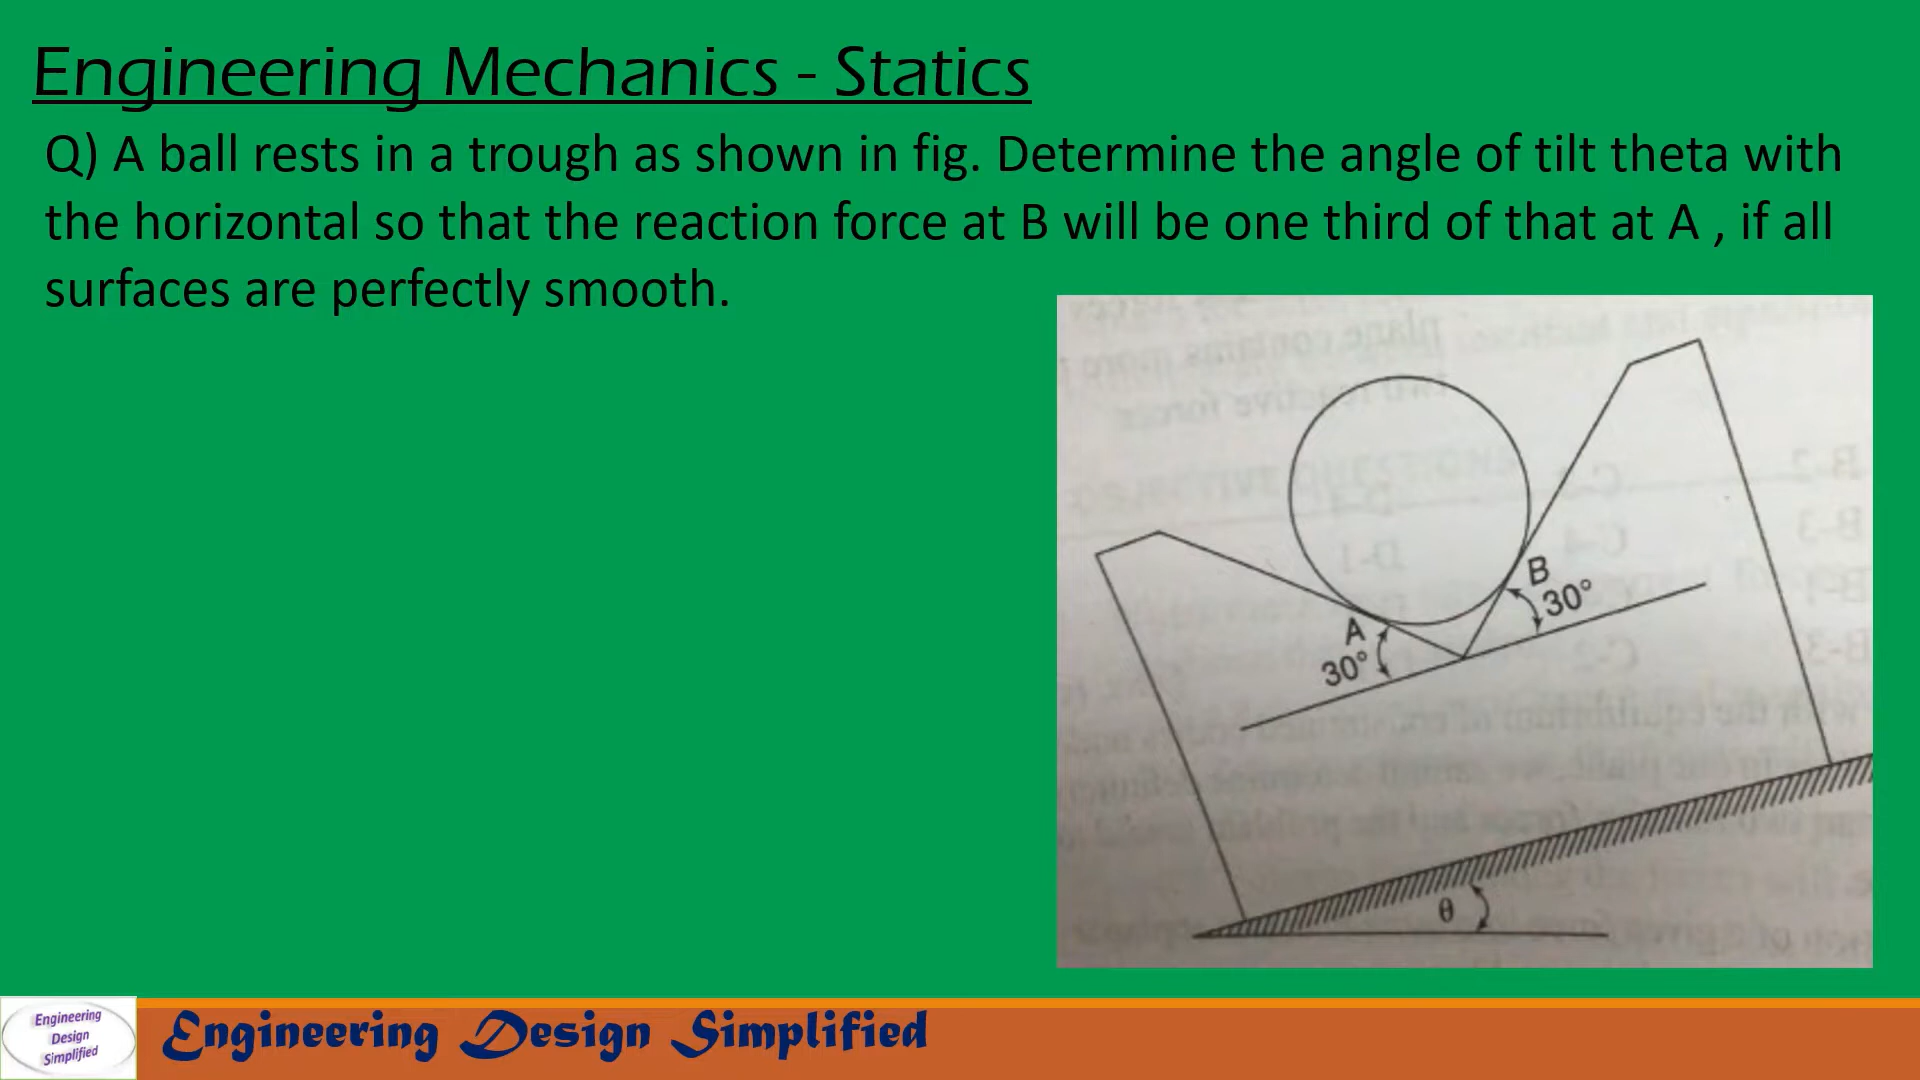 Engineering Mechanics - Statics
Q) A ball rests in a trough as shown in fig. Determine the angle of tilt theta with
the horizontal so that the reaction force at B will be one third of that at A , if all
surfaces are perfectly smooth.
B
30°
A
30°
θ
Engineering
Design
Simplified
Engineering Design Simplified